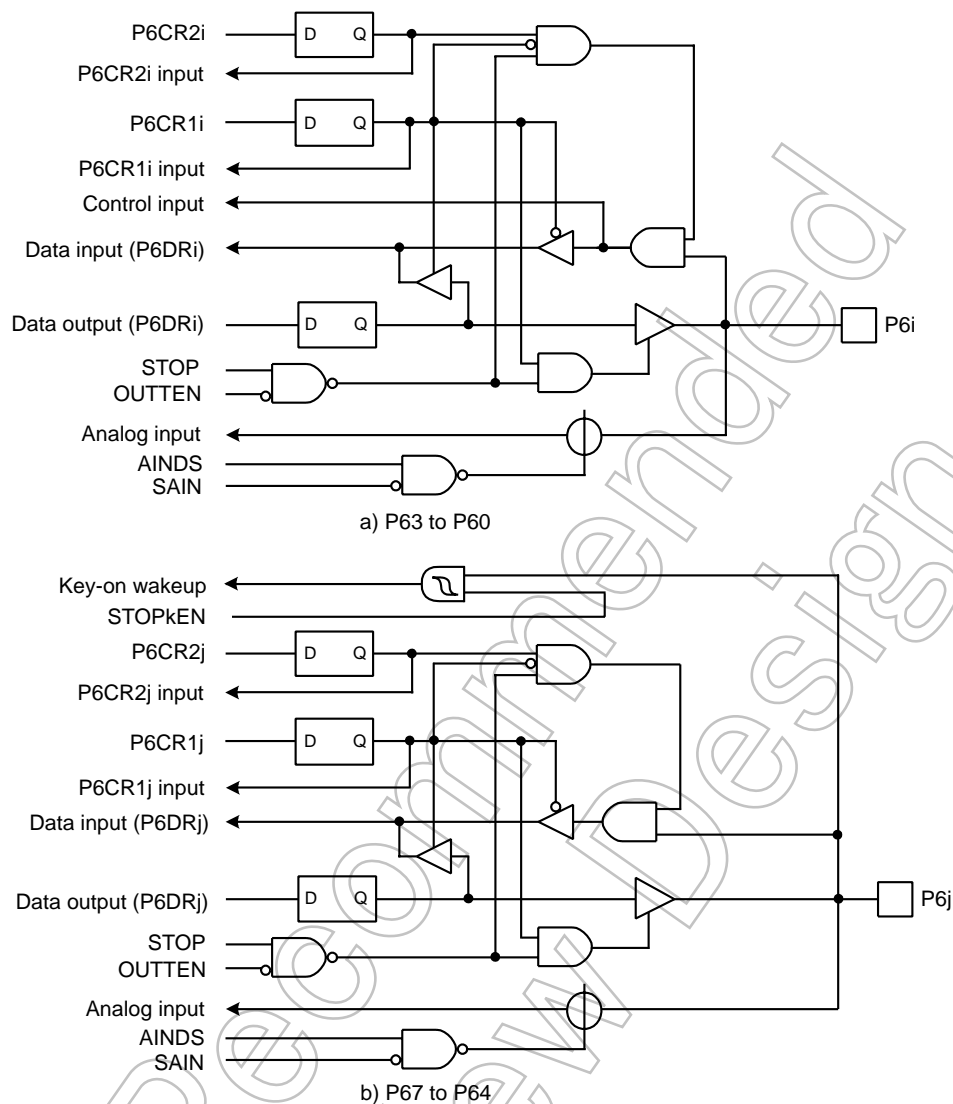 P6CR2i
D Q
P6CR2i input
P6CR1i
D Q
P6CR1i input
Control input
Data input (P6DRi)
Data output (P6DRi)
D Q
P6i
STOP
OUTTEN
Analog input
AINDS
SAIN
a) P63 to P60
Key-on wakeup
STOPkEN
P6CR2j
D Q
P6CR2j input
P6CR1j
D Q
P6CR1j input
Data input (P6DRj)
Data output (P6DRj)
D Q
P6j
STOP
OUTTEN
Analog input
AINDS
SAIN
b) P67 to P64
Recommended
New Design